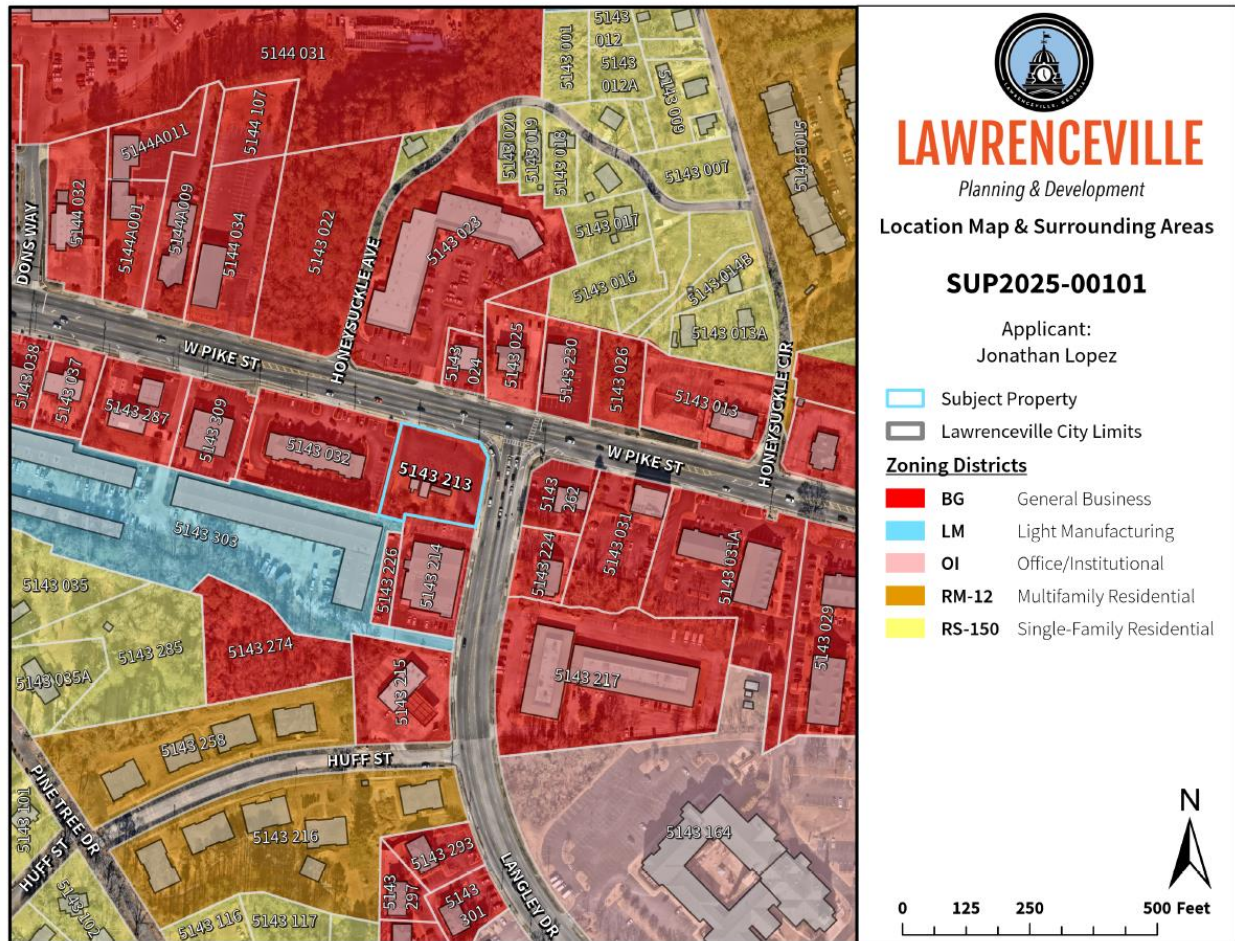 5144 031
5143 001
5143
012
5143
012A
5143 009
5146E015
5144 107
5144A011
5143 020
5143 019
5143 018
5143 007
DONS WAY
5144 032
5144A001
5144A009
5144 034
5143 022
HONEYSUCKLE AVE
5143 023
5143 017
5143 016
5143 014B
5143 013A
W PIKE ST
5143
024
5143 025
5143 230
5143 026
5143 013
HONEYSUCKLE CIR
5143 038
5143 037
5143 287
5143 309
5143 032
5143 213
W PIKE ST
5143
262
5143 031
5143 031A
5143 303
5143 226
5143 214
5143 224
5143 029
5143 035
5143 285
5143 274
5143 035A
5143 215
5143 217
5143 258
HUFF ST
PINE TREE DR
5143 101
5143 216
5143 164
HUFF ST
5143 102
5143 116
5143 117
5143 293
5143
297
5143
301
LANGLEY DR
LAWRENCEVILLE, GEORGIA
LAWRENCEVILLE
Planning & Development
Location Map & Surrounding Areas
SUP2025-00101
Applicant:
Jonathan Lopez
Subject Property
Lawrenceville City Limits
Zoning Districts
BG General Business
LM Light Manufacturing
OI Office/Institutional
RM-12 Multifamily Residential
RS-150 Single-Family Residential
N
0 125 250 500 Feet